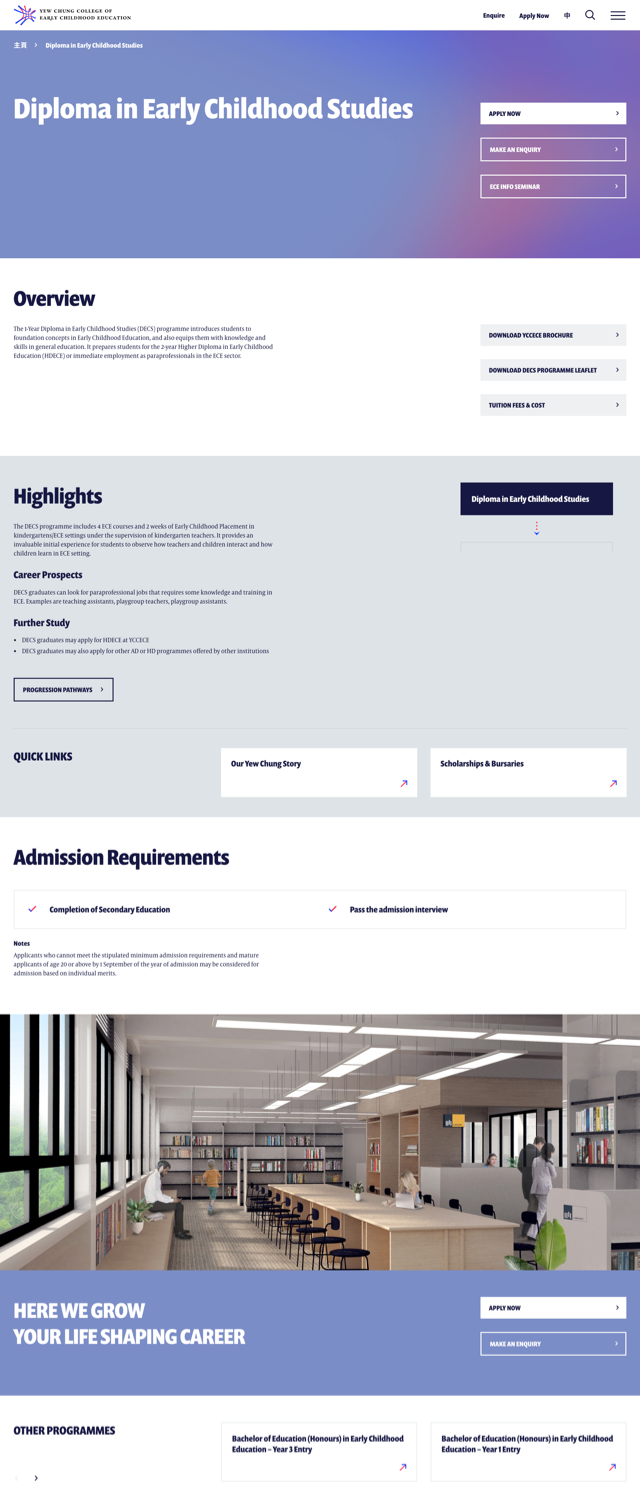 YEW CHUNG COLLEGE OF
EARLY CHILDHOOD EDUCATION
Enquire
Apply Now
中
主頁 > Diploma in Early Childhood Studies
Diploma in Early Childhood Studies
APPLY NOW
MAKE AN ENQUIRY
ECE INFO SEMINAR
Overview
The 1-Year Diploma in Early Childhood Studies (DECS) programme introduces students to
foundation concepts in Early Childhood Education, and also equips them with knowledge and
skills in general education. It prepares students for the 2-year Higher Diploma in Early Childhood
Education (HDECE) or immediate employment as paraprofessionals in the ECE sector.
DOWNLOAD YCCECE BROCHURE
DOWNLOAD DECS PROGRAMME LEAFLET
TUITION FEES & COST
Highlights
The DECS programme includes 4 ECE courses and 2 weeks of Early Childhood Placement in
kindergartens/ECE settings under the supervision of kindergarten teachers. It provides an
invaluable initial experience for students to observe how teachers and children interact and how
children learn in ECE setting.
Diploma in Early Childhood Studies
Career Prospects
DECS graduates can look for paraprofessional jobs that requires some knowledge and training in
ECE. Examples are teaching assistants, playgroup teachers, playgroup assistants.
Further Study
• DECS graduates may apply for HDECE at YCCECE
• DECS graduates may also apply for other AD or HD programmes offered by other institutions
PROGRESSION PATHWAYS
QUICK LINKS
Our Yew Chung Story
Scholarships & Bursaries
Admission Requirements
Completion of Secondary Education
Pass the admission interview
Notes
Applicants who cannot meet the stipulated minimum admission requirements and mature
applicants of age 20 or above by 1 September of the year of admission may be considered for
admission based on individual merits.
HERE WE GROW
YOUR LIFE SHAPING CAREER
APPLY NOW
MAKE AN ENQUIRY
OTHER PROGRAMMES
Bachelor of Education (Honours) in Early Childhood
Education – Year 3 Entry
Bachelor of Education (Honours) in Early Childhood
Education – Year 1 Entry